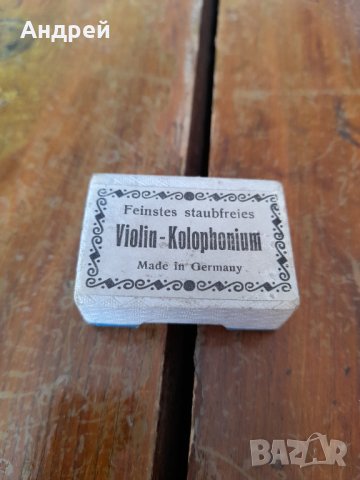 Андрей
Feinstes staubfreies
Violin-Kolophonium
Made in Germany
BAZAR